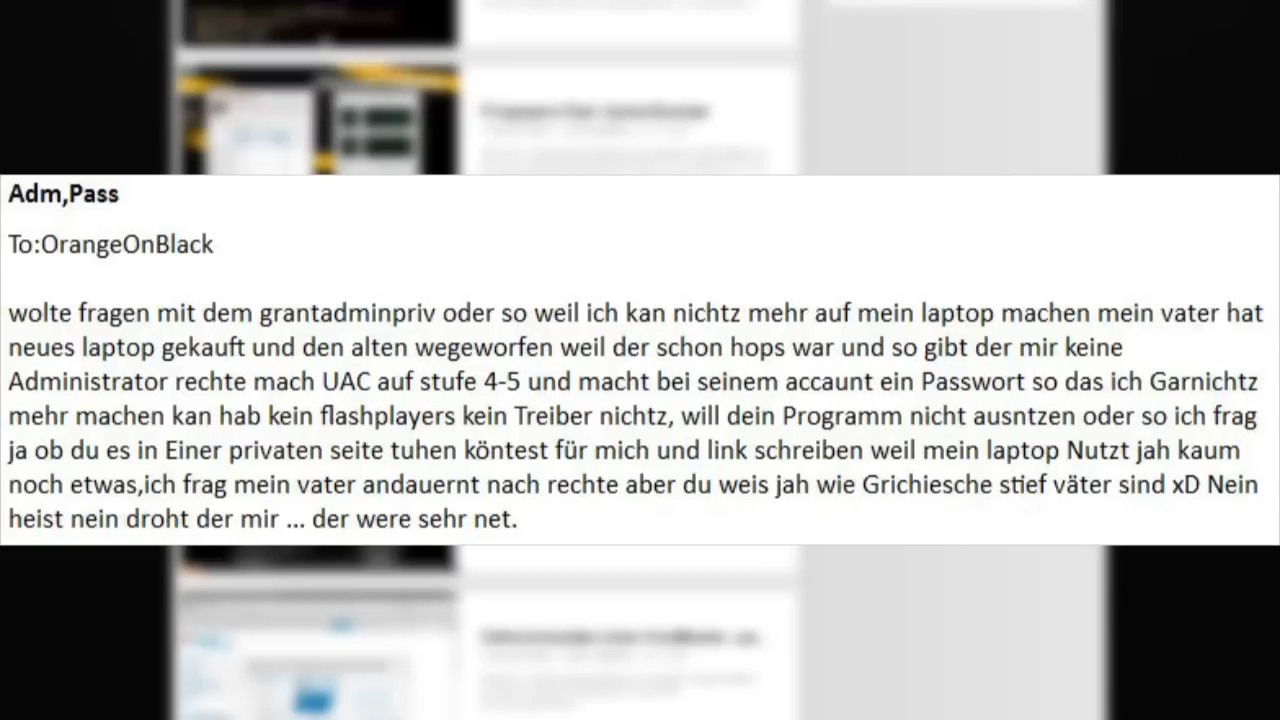 Adm,Pass
To:OrangeOnBlack
wolte fragen mit dem grantadminpriv oder so weil ich kan nichtz mehr auf mein laptop machen mein vater hat
neues laptop gekauft und den alten wegeworfen weil der schon hops war und so gibt der mir keine
Administrator rechte mach UAC auf stufe 4-5 und macht bei seinem accaunt ein Passwort so das ich Garnichtz
mehr machen kan hab kein flashplayers kein Treiber nichtz, will dein Programm nicht ausntzen oder so ich frag
ja ob du es in Einer privaten seite tuhen köntest für mich und link schreiben weil mein laptop Nutzt jah kaum
noch etwas,ich frag mein vater andauernt nach rechte aber du weis jah wie Grichiesche stief väter sind xD Nein
heist nein droht der mir ... der were sehr net.